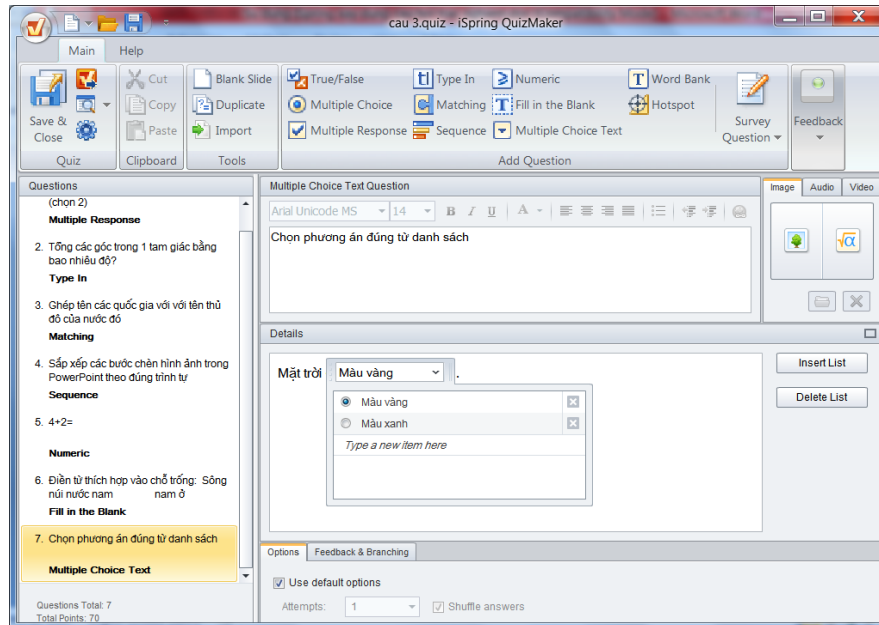 cau 3.quiz - iSpring QuizMaker
Main Help
Save &
Close
Quiz
Cut
Copy
Paste
Clipboard
Blank Slide
Duplicate
Import
Tools
True/False
Multiple Choice
Multiple Response
Type In
Matching
Sequence
Numeric
Fill in the Blank
Multiple Choice Text
Word Bank
Hotspot
Add Question
Survey
Question
Feedback
Questions
(chọn 2)
Multiple Response
2. Tổng các góc trong 1 tam giác bằng
bao nhiêu độ?
Type In
3. Ghép tên các quốc gia với với tên thủ
đô của nước đó
Matching
4. Sắp xếp các bước chèn hình ảnh trong
PowerPoint theo đúng trình tự
Sequence
5. 4+2=
Numeric
6. Điền từ thích hợp vào chỗ trống: Sông
núi nước nam nam ở
Fill in the Blank
7. Chọn phương án đúng từ danh sách
Multiple Choice Text
Questions Total: 7
Total Points: 70
Multiple Choice Text Question
Arial Unicode MS 14 B I U A
Chọn phương án đúng từ danh sách
Image Audio Video
√α
Details
Mặt trời Màu vàng .
Màu vàng
Màu xanh
Type a new item here
Insert List
Delete List
Options Feedback & Branching
Use default options
Attempts: 1 Shuffle answers